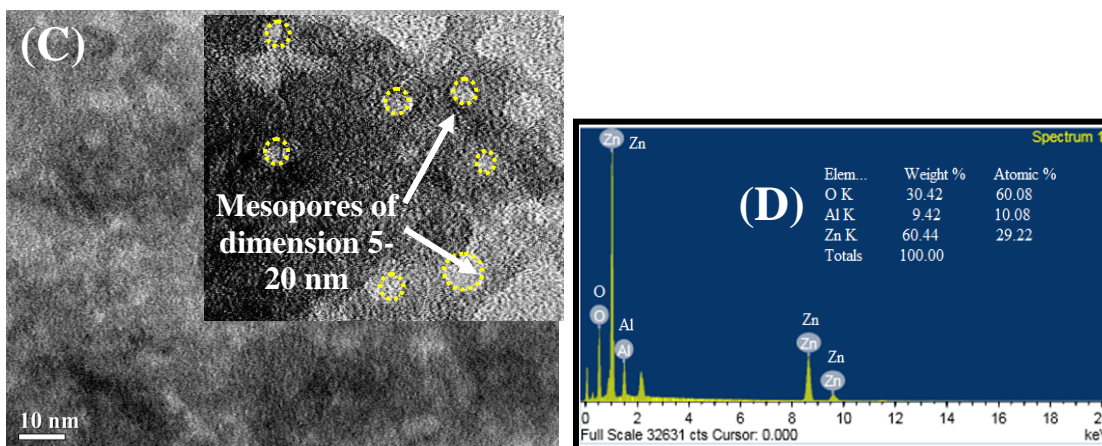 (C)
Mesopores of
dimension 5-
20 nm
10 nm
Spectrum 1
Zn Zn
Elem... Weight % Atomic %
O K 30.42 60.08
Al K 9.42 10.08
Zn K 60.44 29.22
Totals 100.00
(D)
O
O
Al
Al
Zn
Zn
Zn
Zn
0 2 4 6 8 10 12 14 16 18 2
Full Scale 32631 cts Cursor: 0.000 keV